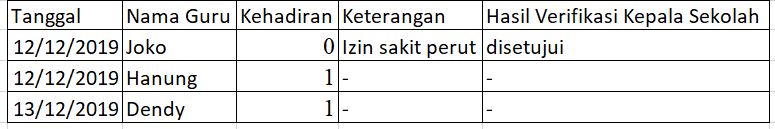 Tanggal Nama Guru Kehadiran Keterangan Hasil Verifikasi Kepala Sekolah
12/12/2019 Joko 0 Izin sakit perut disetujui
12/12/2019 Hanung 1 - -
13/12/2019 Dendy 1 - -